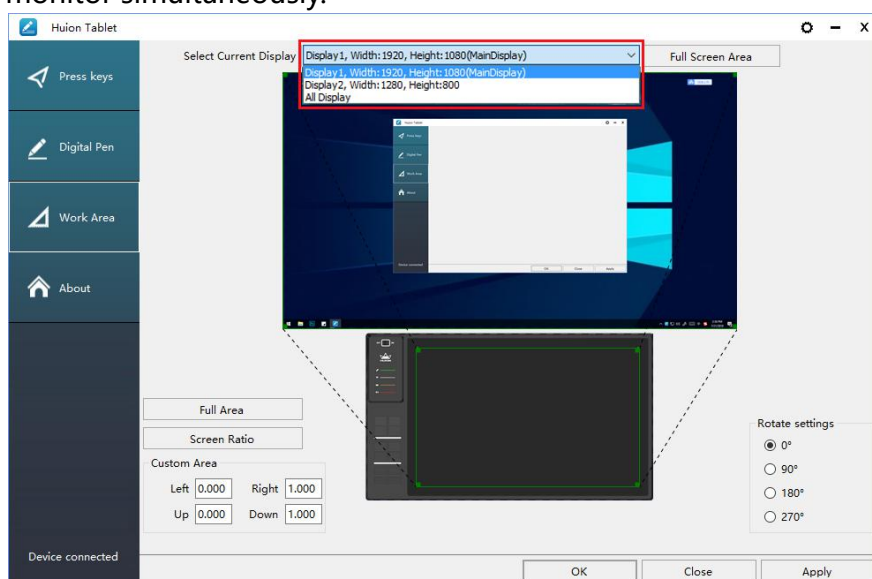 monitor simultaneously.
Huion Tablet
Select Current Display
Display1, Width:1920, Height:1080(MainDisplay)
Full Screen Area
Display1, Width:1920, Height:1080(MainDisplay)
Display2, Width:1280, Height:800
All Display
Press keys
Digital Pen
Work Area
About
Full Area
Screen Ratio
Custom Area
Left 0.000 Right 1.000
Up 0.000 Down 1.000
Rotate settings
0°
90°
180°
270°
Device connected
OK Close Apply